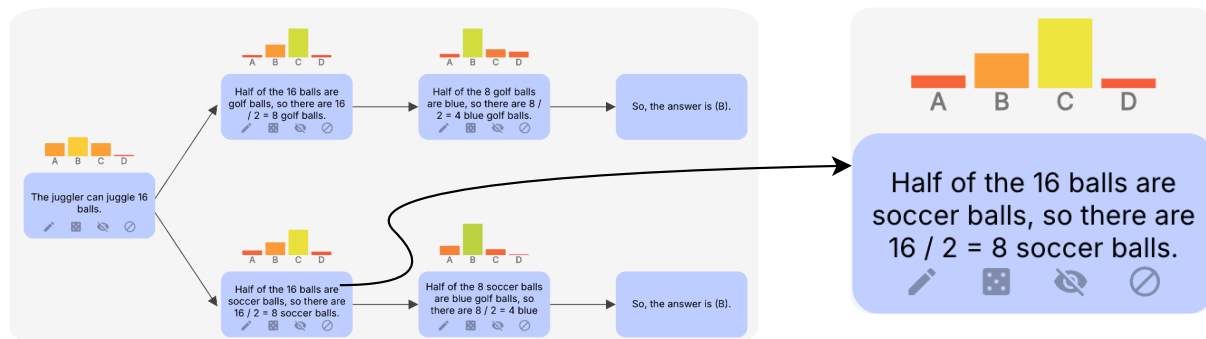 A B C D
The juggler can juggle 16
balls.
A B C D
Half of the 16 balls are
golf balls, so there are 16
/ 2 = 8 golf balls.
A B C D
Half of the 8 golf balls
are blue, so there are 8 /
2 = 4 blue golf balls.
So, the answer is (B).
A B C D
Half of the 16 balls are
soccer balls, so there are
16 / 2 = 8 soccer balls.
A B C D
Half of the 8 soccer balls
are blue golf balls, so
there are 8 / 2 = 4 blue
So, the answer is (B).
A B C D
Half of the 16 balls are
soccer balls, so there are
16 / 2 = 8 soccer balls.